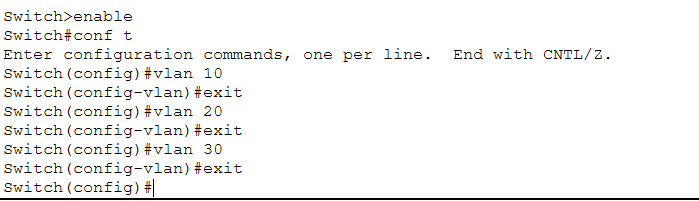 Switch>enable
Switch#conf t
Enter configuration commands, one per line.  End with CNTL/Z.
Switch(config)#vlan 10
Switch(config-vlan)#exit
Switch(config)#vlan 20
Switch(config-vlan)#exit
Switch(config)#vlan 30
Switch(config-vlan)#exit
Switch(config)#